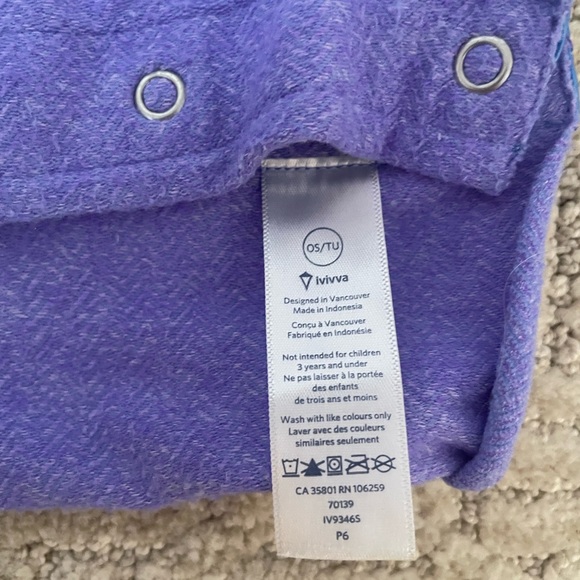 OS/TU
ivivva
Designed in Vancouver
Made in Indonesia
Conçu à Vancouver
Fabriqué en Indonésie
Not intended for children
3 years and under
Ne pas laisser à la portée
des enfants
de trois ans et moins
Wash with like colours only
Laver avec des couleurs
similaires seulement
CA 35801 RN 106259
70139
IV9346S
P6